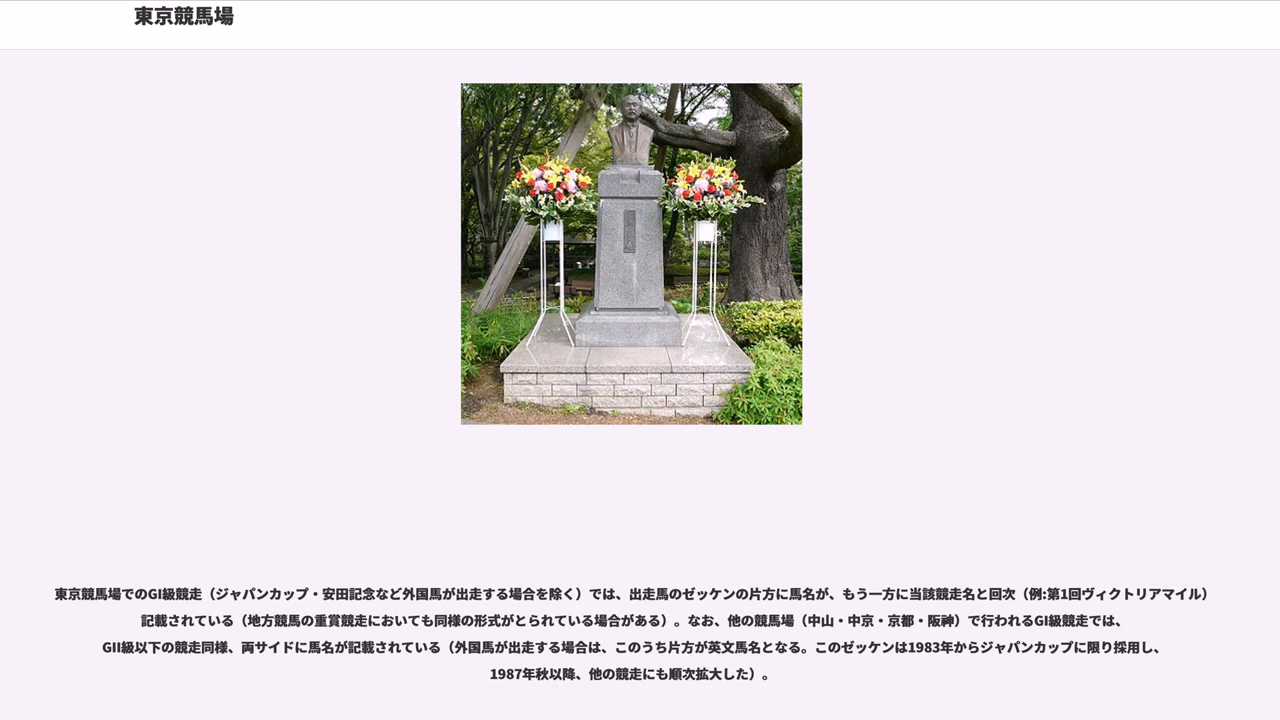 東京競馬場
東京競馬場でのGI級競走（ジャパンカップ・安田記念など外国馬が出走する場合を除く）では、出走馬のゼッケンの片方に馬名が、もう一方に当該競走名と回次（例:第1回ヴィクトリアマイル）
記載されている（地方競馬の重賞競走においても同様の形式がとられている場合がある）。なお、他の競馬場（中山・中京・京都・阪神）で行われるGI級競走では、
GII級以下の競走同様、両サイドに馬名が記載されている（外国馬が出走する場合は、このうち片方が英文馬名となる。このゼッケンは1983年からジャパンカップに限り採用し、
1987年秋以降、他の競走にも順次拡大した）。